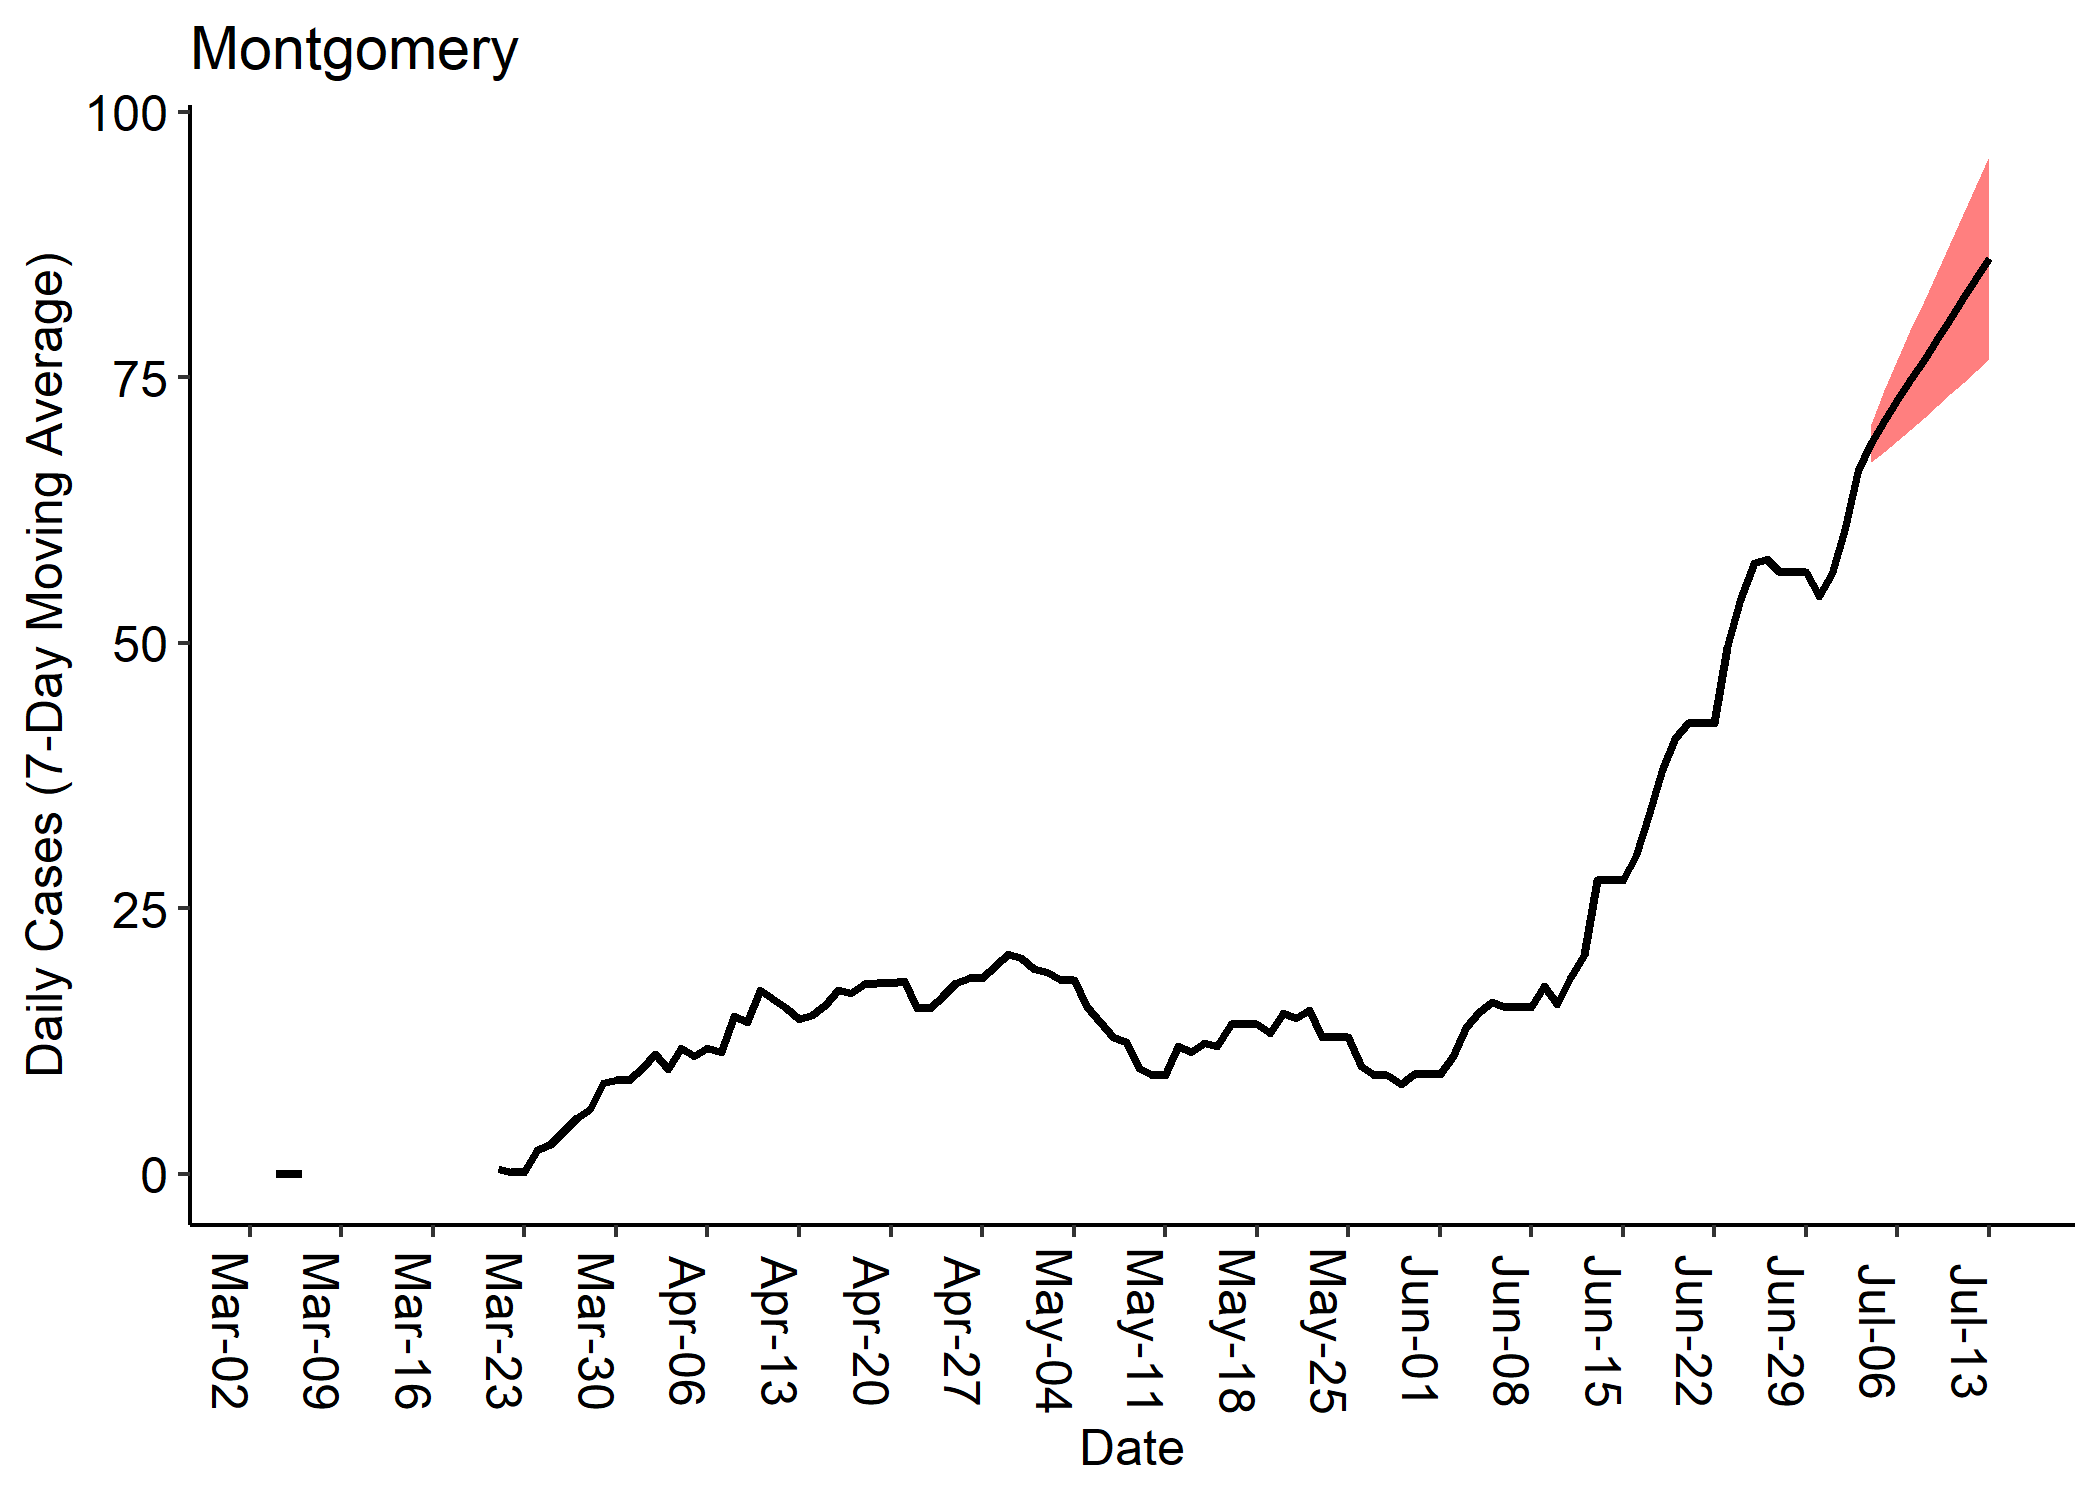 Montgomery
Daily Cases (7-Day Moving Average)
100
75
50
25
0
Mar-02
Mar-09
Mar-16
Mar-23
Mar-30
Apr-06
Apr-13
Apr-20
Apr-27
May-04
May-11
May-18
May-25
Jun-01
Jun-08
Jun-15
Jun-22
Jun-29
Jul-06
Jul-13
Date